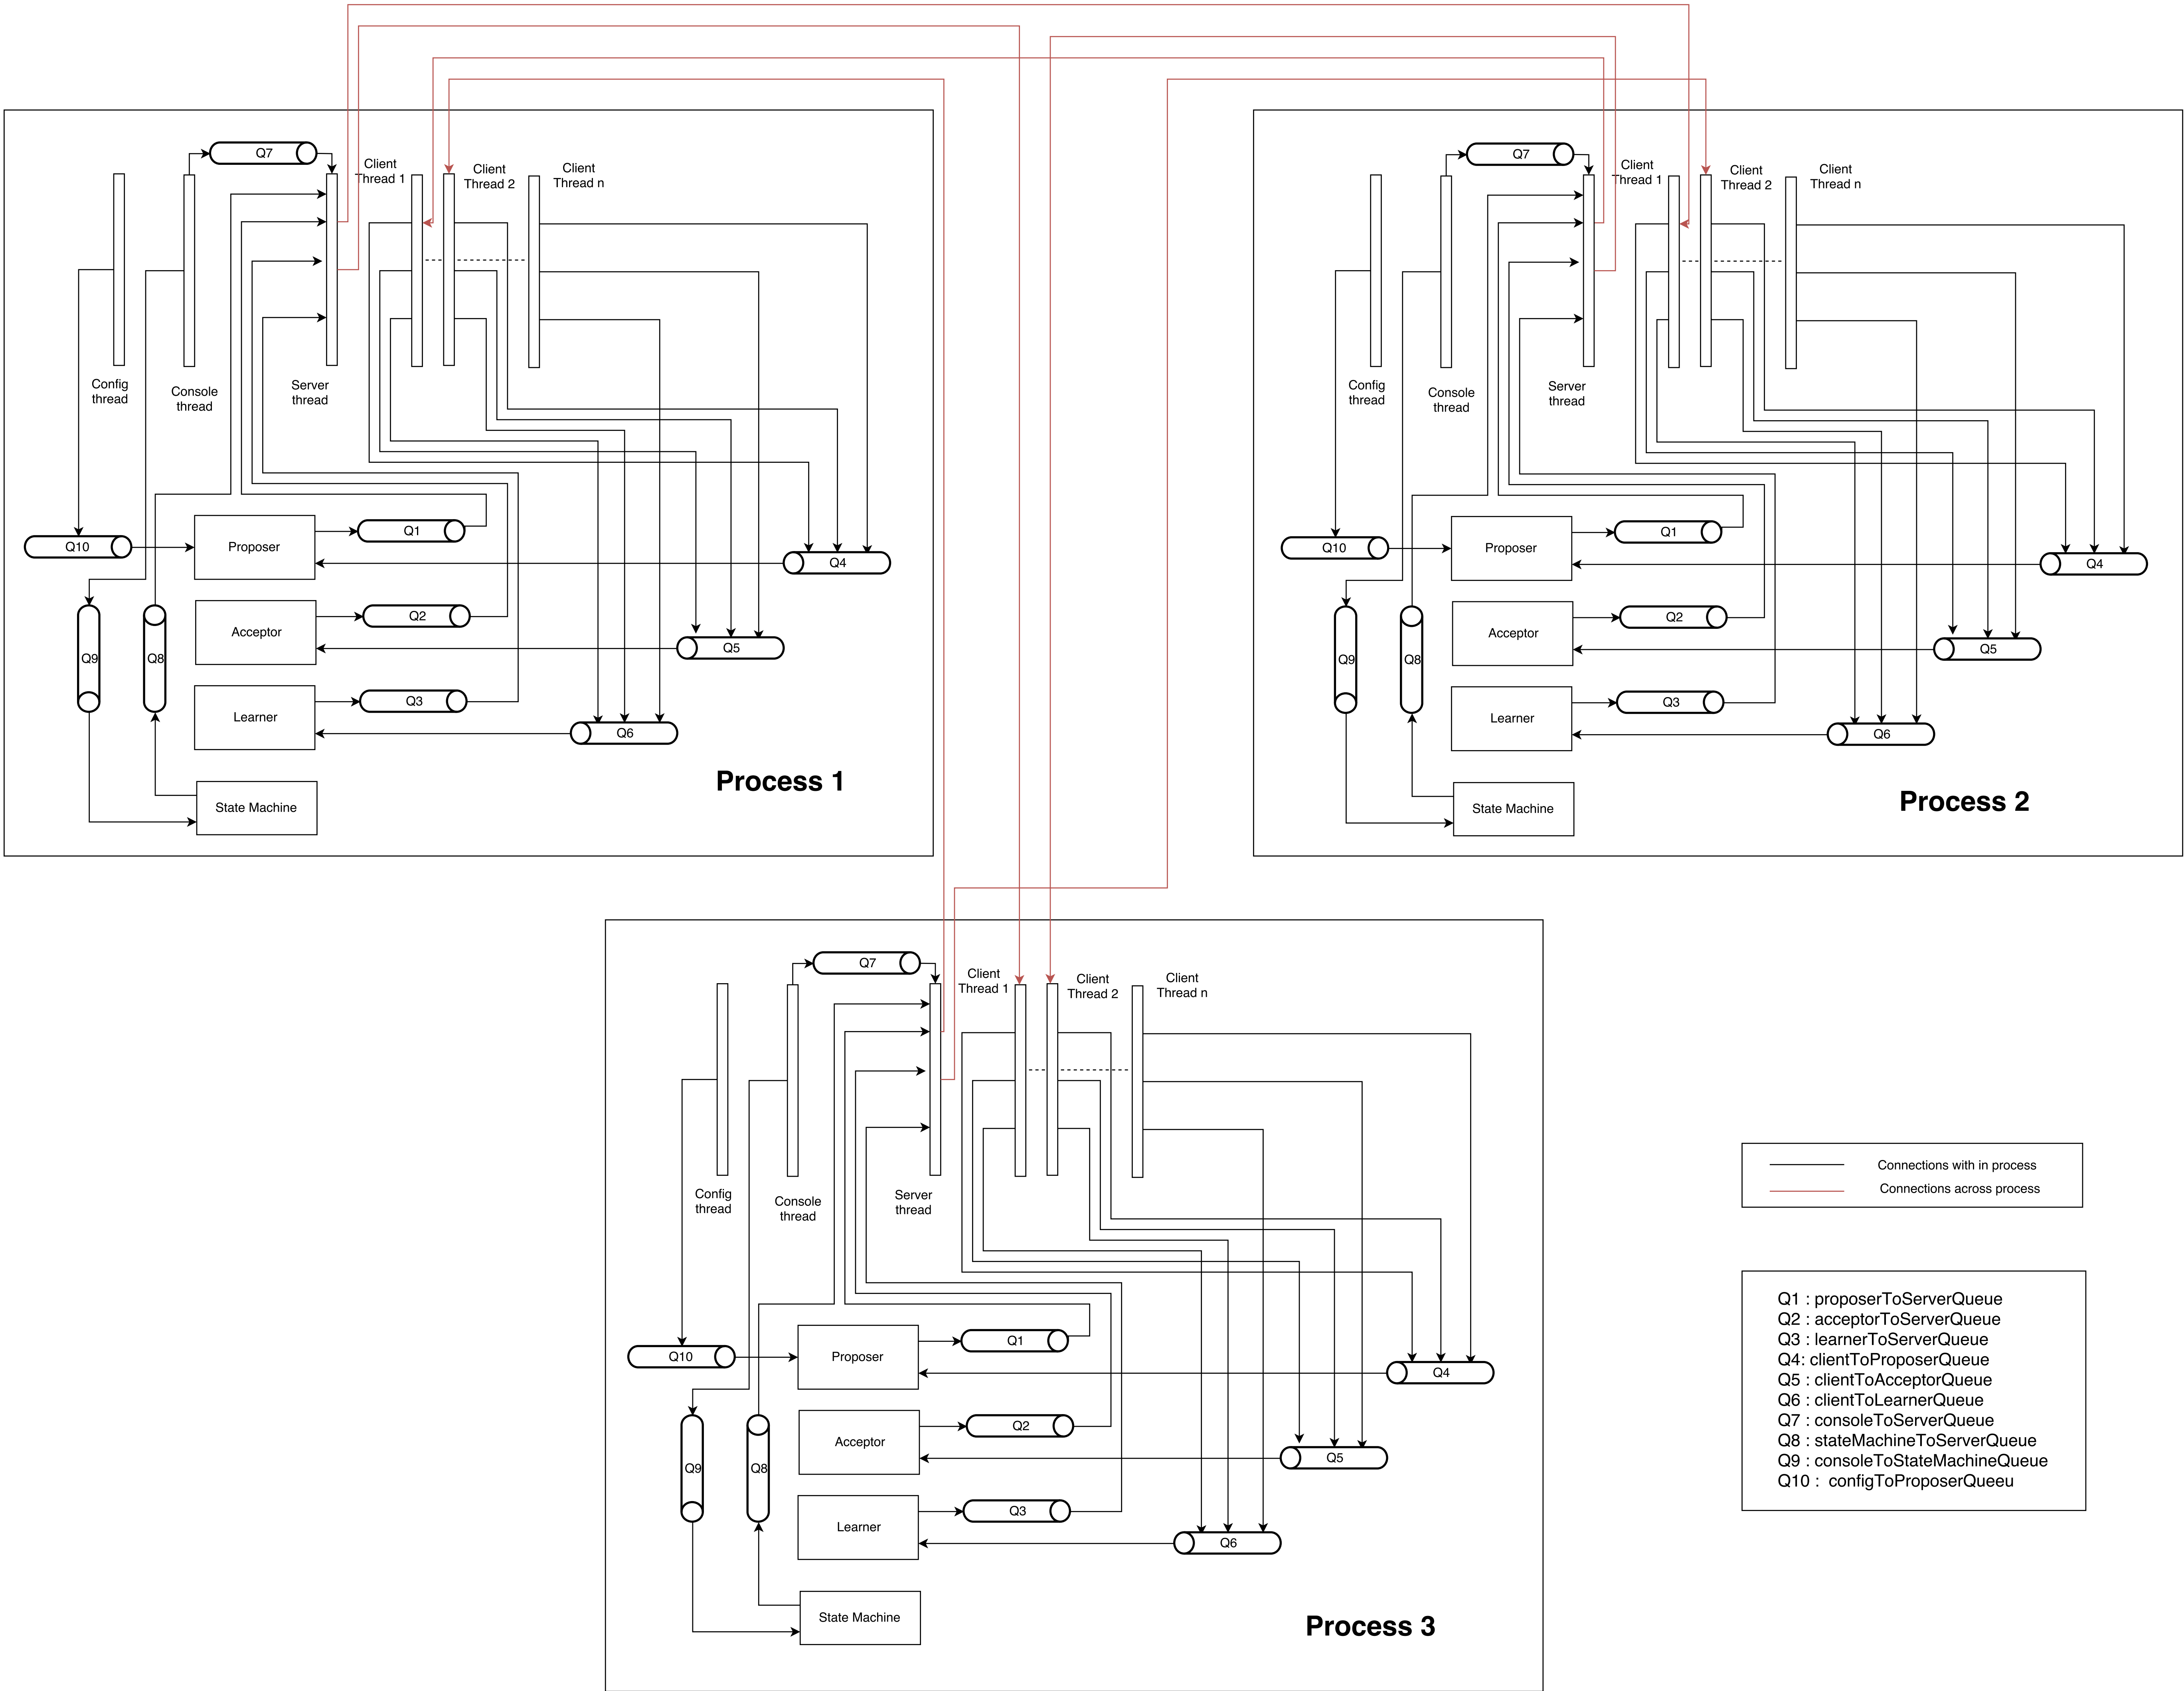 Q7
Client
Thread 1
Client
Thread 2
Client
Thread n
Config
thread
Console
thread
Server
thread
Q10
Proposer
Q1
Q4
Acceptor
Q2
Q5
Q9
Q8
Learner
Q3
Q6
State Machine
Process 1
Q7
Client
Thread 1
Client
Thread 2
Client
Thread n
Config
thread
Console
thread
Server
thread
Q10
Proposer
Q1
Q4
Acceptor
Q2
Q5
Q9
Q8
Learner
Q3
Q6
State Machine
Process 2
Q7
Client
Thread 1
Client
Thread 2
Client
Thread n
Config
thread
Console
thread
Server
thread
Q10
Proposer
Q1
Q4
Acceptor
Q2
Q5
Q9
Q8
Learner
Q3
Q6
State Machine
Process 3
Connections with in process
Connections across process
Q1 : proposerToServerQueue
Q2 : acceptorToServerQueue
Q3 : learnerToServerQueue
Q4: clientToProposerQueue
Q5 : clientToAcceptorQueue
Q6 : clientToLearnerQueue
Q7 : consoleToServerQueue
Q8 : stateMachineToServerQueue
Q9 : consoleToStateMachineQueue
Q10 : configToProposerQueeu